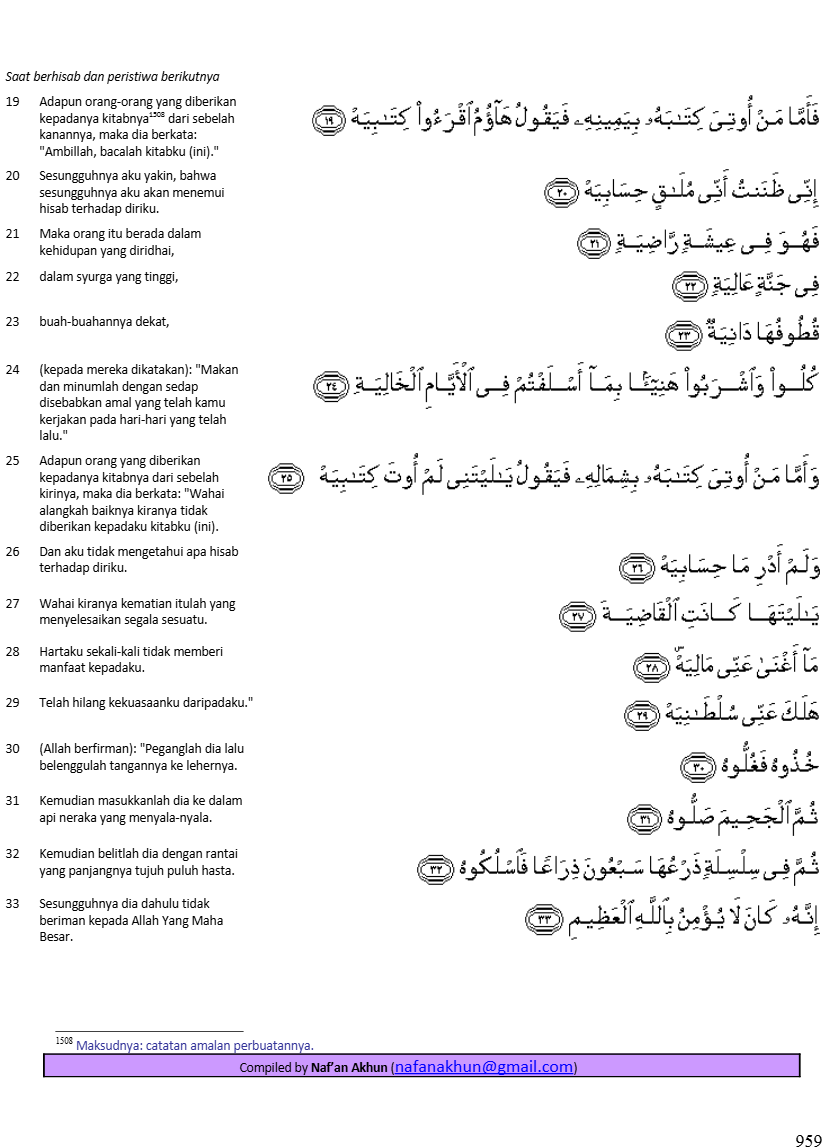 Saat berhisab dan peristiwa berikutnya
19 Adapun orang-orang yang diberikan
kepadanya kitabnya1508 dari sebelah
kanannya, maka dia berkata:
"Ambillah, bacalah kitabku (ini)."
فَأَمَّا مَنْ أُوتِىَ كِتَـٰبَهُۥ بِيَمِينِهِۦ فَيَقُولُ هَآؤُمُ ٱقْرَءُوا۟ كِتَـٰبِيَهْ ﴿١٩﴾
20 Sesungguhnya aku yakin, bahwa
sesungguhnya aku akan menemui
hisab terhadap diriku.
إِنِّى ظَنَنتُ أَنِّى مُلَـٰقٍ حِسَابِيَهْ ﴿٢٠﴾
21 Maka orang itu berada dalam
kehidupan yang diridhai,
فَهُوَ فِى عِيشَةٍ رَّاضِيَةٍ ﴿٢١﴾
22 dalam syurga yang tinggi,
فِى جَنَّةٍ عَالِيَةٍ ﴿٢٢﴾
23 buah-buahannya dekat,
قُطُوفُهَا دَانِيَةٌ ﴿٢٣﴾
24 (kepada mereka dikatakan): "Makan
dan minumlah dengan sedap
disebabkan amal yang telah kamu
kerjakan pada hari-hari yang telah
lalu."
كُلُوا۟ وَٱشْرَبُوا۟ هَنِيٓـًٔۢا بِمَآ أَسْلَفْتُمْ فِى ٱلْأَيَّامِ ٱلْخَالِيَةِ ﴿٢٤﴾
25 Adapun orang yang diberikan
kepadanya kitabnya dari sebelah
kirinya, maka dia berkata: "Wahai
alangkah baiknya kiranya tidak
diberikan kepadaku kitabku (ini).
وَأَمَّا مَنْ أُوتِىَ كِتَـٰبَهُۥ بِشِمَالِهِۦ فَيَقُولُ يَـٰلَيْتَنِى لَمْ أُوتَ كِتَـٰبِيَهْ ﴿٢٥﴾
26 Dan aku tidak mengetahui apa hisab
terhadap diriku.
وَلَمْ أَدْرِ مَا حِسَابِيَهْ ﴿٢٦﴾
27 Wahai kiranya kematian itulah yang
menyelesaikan segala sesuatu.
يَـٰلَيْتَهَا كَانَتِ ٱلْقَاضِيَةَ ﴿٢٧﴾
28 Hartaku sekali-kali tidak memberi
manfaat kepadaku.
مَآ أَغْنَىٰ عَنِّى مَالِيَهْ ۜ ﴿٢٨﴾
29 Telah hilang kekuasaanku daripadaku."
هَلَكَ عَنِّى سُلْطَـٰنِيَهْ ﴿٢٩﴾
30 (Allah berfirman): "Peganglah dia lalu
belenggulah tangannya ke lehernya.
خُذُوهُ فَغُلُّوهُ ﴿٣٠﴾
31 Kemudian masukkanlah dia ke dalam
api neraka yang menyala-nyala.
ثُمَّ ٱلْجَحِيمَ صَلُّوهُ ﴿٣١﴾
32 Kemudian belitlah dia dengan rantai
yang panjangnya tujuh puluh hasta.
ثُمَّ فِى سِلْسِلَةٍ ذَرْعُهَا سَبْعُونَ ذِرَاعًا فَٱسْلُكُوهُ ﴿٣٢﴾
33 Sesungguhnya dia dahulu tidak
beriman kepada Allah Yang Maha
Besar.
إِنَّهُۥ كَانَ لَا يُؤْمِنُ بِٱللَّهِ ٱلْعَظِيمِ ﴿٣٣﴾
1508 Maksudnya: catatan amalan perbuatannya.
Compiled by Naf'an Akhun (nafanakhun@gmail.com)
959